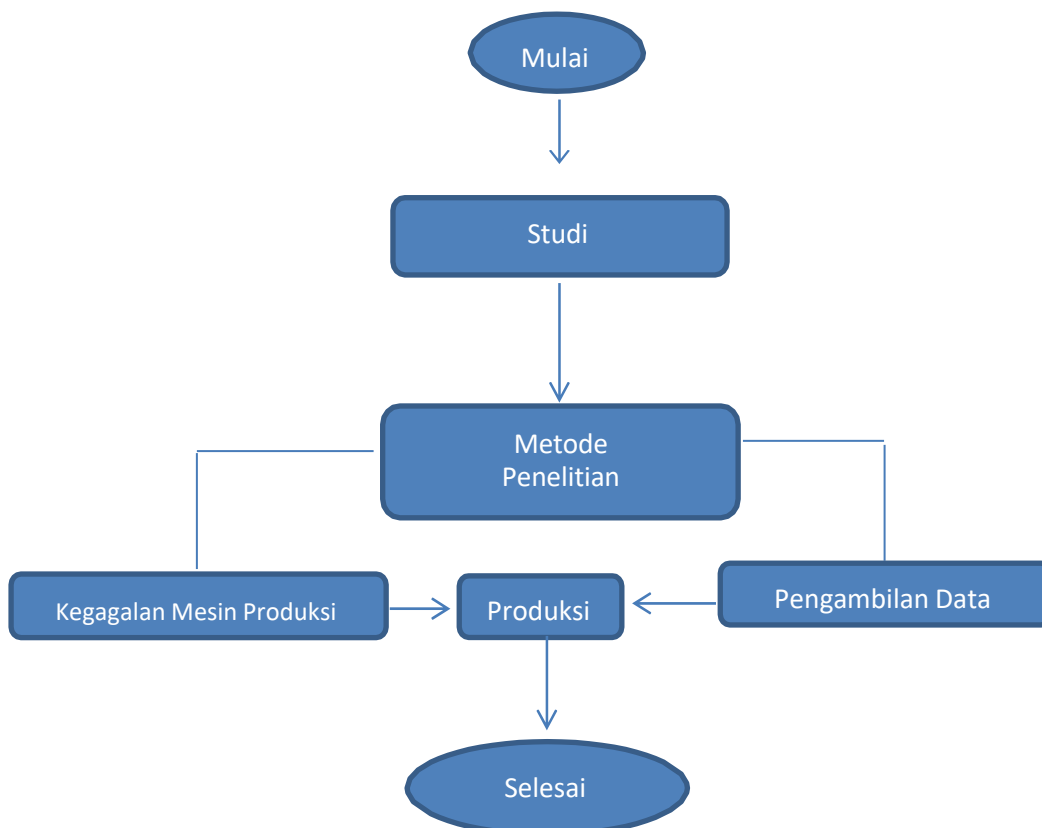 Mulai
Studi
Metode
Penelitian
Kegagalan Mesin Produksi
Produksi
Pengambilan Data
Selesai